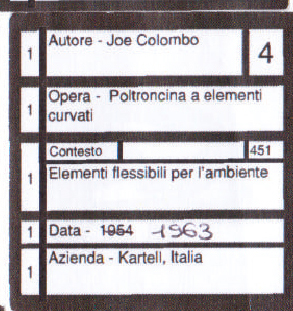 1 Autore - Joe Colombo 4
1 Opera - Poltroncina a elementi
curvati
Contesto 451
1 Elementi flessibili per l'ambiente
1 Data - 1954 1963
1 Azienda - Kartell, Italia